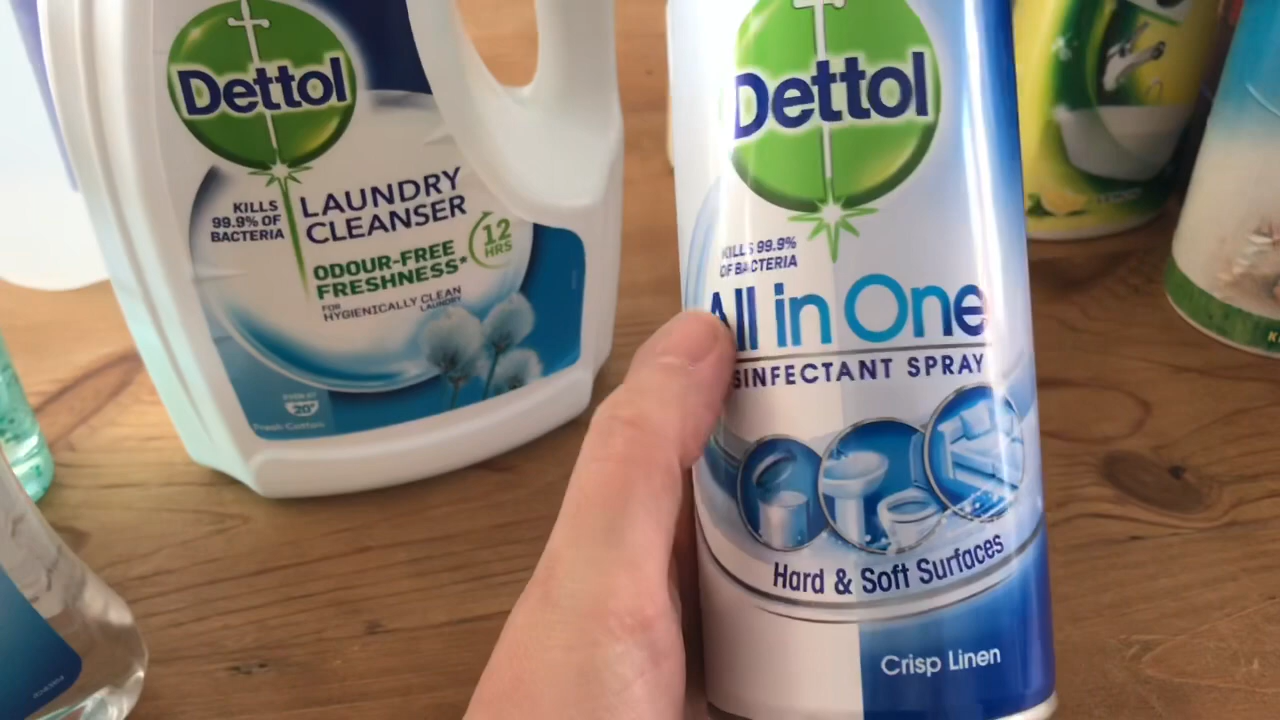 Dettol
KILLS
99.9% OF
BACTERIA
LAUNDRY
CLEANSER
12
HRS
ODOUR-FREE
FRESHNESS*
FOR
HYGIENICALLY CLEAN
LAUNDRY
20°
Fresh Cotton
Dettol
KILLS 99.9%
OF BACTERIA
All in One
SINFECTANT SPRAY
Hard & Soft Surfaces
Crisp Linen